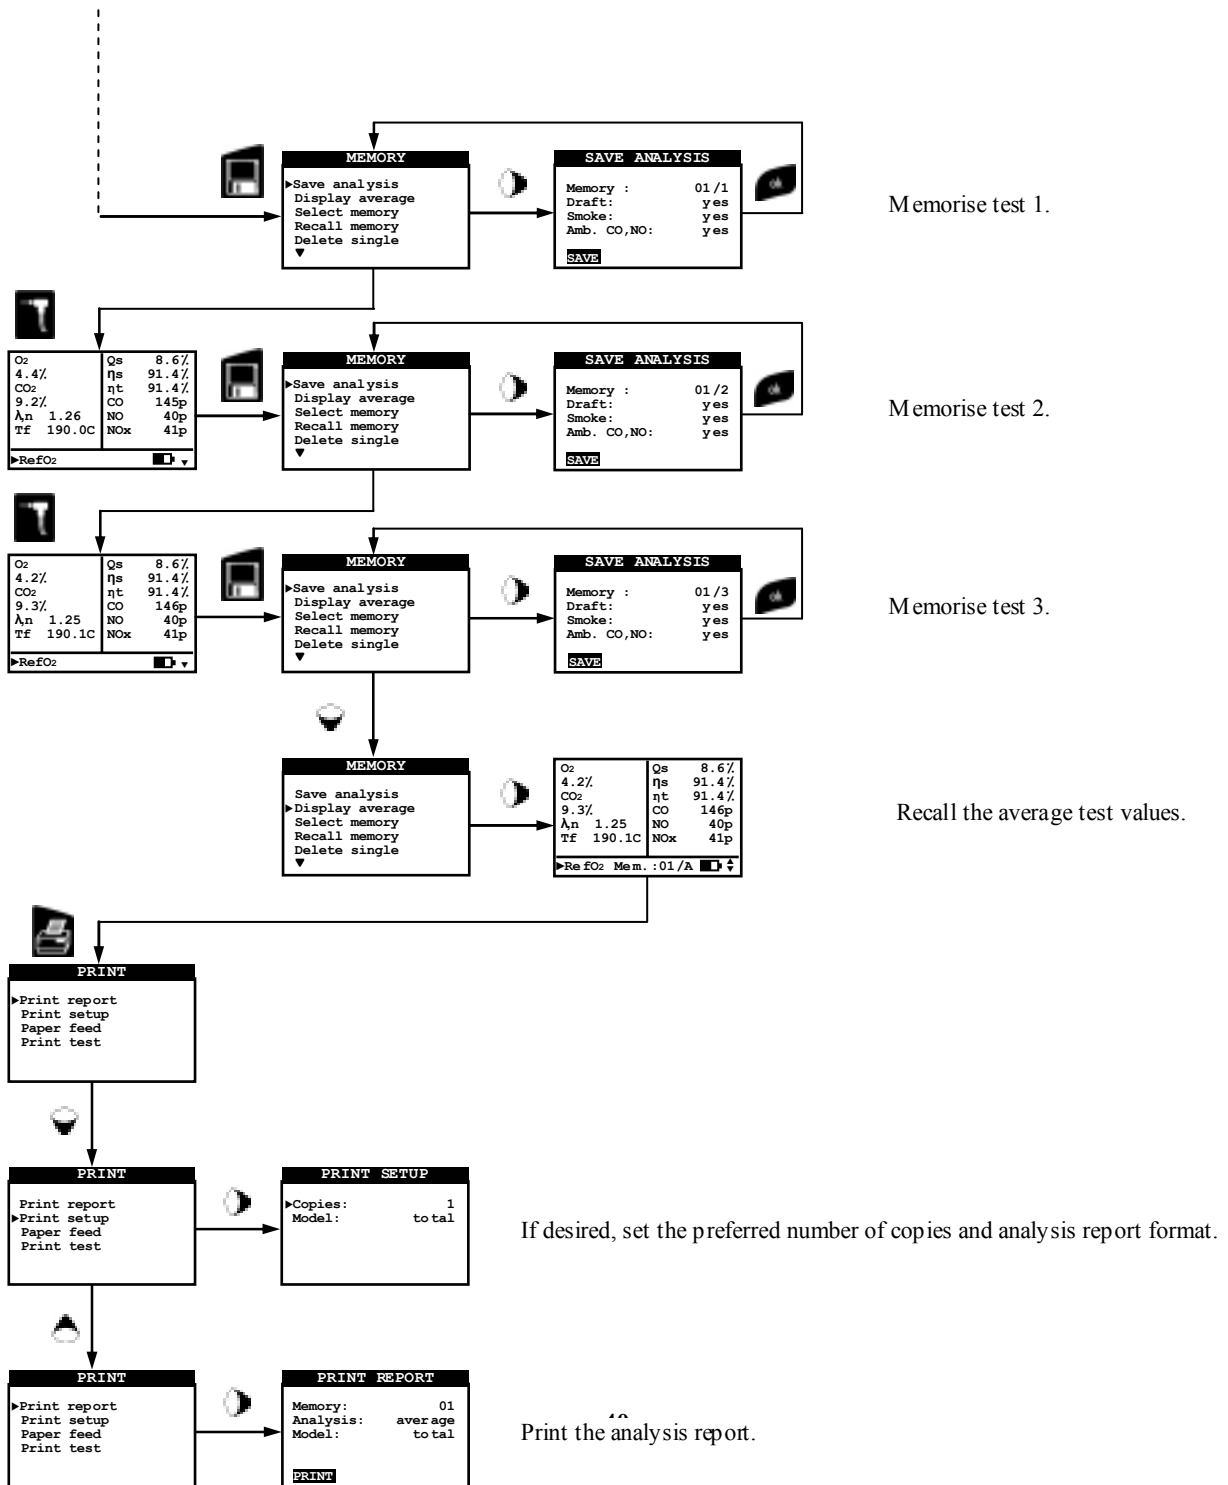 MEMORY
Save analysis
Display average
Select memory
Recall memory
Delete single
SAVE ANALYSIS
Memory : 01/1
Draft: yes
Smoke: yes
Amb. CO,NO: yes
SAVE
ok
Memorise test 1.
O2 Qs 8.6%
4.4% ηs 91.4%
CO2 ηt 91.4%
9.2% CO 145p
λ,n 1.26 NO 40p
Tf 190.0C NOx 41p
RefO2
MEMORY
Save analysis
Display average
Select memory
Recall memory
Delete single
SAVE ANALYSIS
Memory : 01/2
Draft: yes
Smoke: yes
Amb. CO,NO: yes
SAVE
ok
Memorise test 2.
O2 Qs 8.6%
4.2% ηs 91.4%
CO2 ηt 91.4%
9.3% CO 146p
λ,n 1.25 NO 40p
Tf 190.1C NOx 41p
RefO2
MEMORY
Save analysis
Display average
Select memory
Recall memory
Delete single
SAVE ANALYSIS
Memory : 01/3
Draft: yes
Smoke: yes
Amb. CO,NO: yes
SAVE
ok
Memorise test 3.
MEMORY
Save analysis
Display average
Select memory
Recall memory
Delete single
O2 Qs 8.6%
4.2% ηs 91.4%
CO2 ηt 91.4%
9.3% CO 146p
λ,n 1.25 NO 40p
Tf 190.1C NOx 41p
RefO2 Mem.:01/A
Recall the average test values.
PRINT
Print report
Print setup
Paper feed
Print test
PRINT
Print report
Print setup
Paper feed
Print test
PRINT SETUP
Copies: 1
Model: total
If desired, set the preferred number of copies and analysis report format.
PRINT
Print report
Print setup
Paper feed
Print test
PRINT REPORT
Memory: 01
Analysis: average
Model: total
PRINT
Print the analysis report.